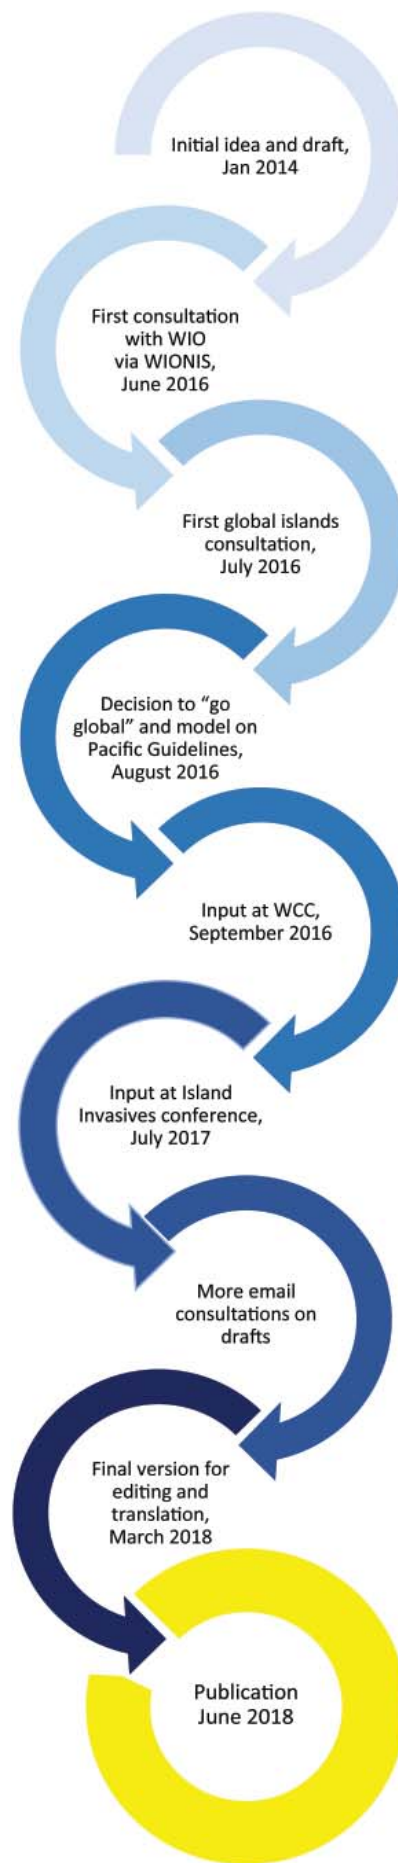 Initial idea and draft,
Jan 2014
First consultation
with WIO
via WIONIS,
June 2016
First global islands
consultation,
July 2016
Decision to “go
global” and model on
Pacific Guidelines,
August 2016
Input at WCC,
September 2016
Input at Island
Invasives conference,
July 2017
More email
consultations on
drafts
Final version for
editing and
translation,
March 2018
Publication
June 2018